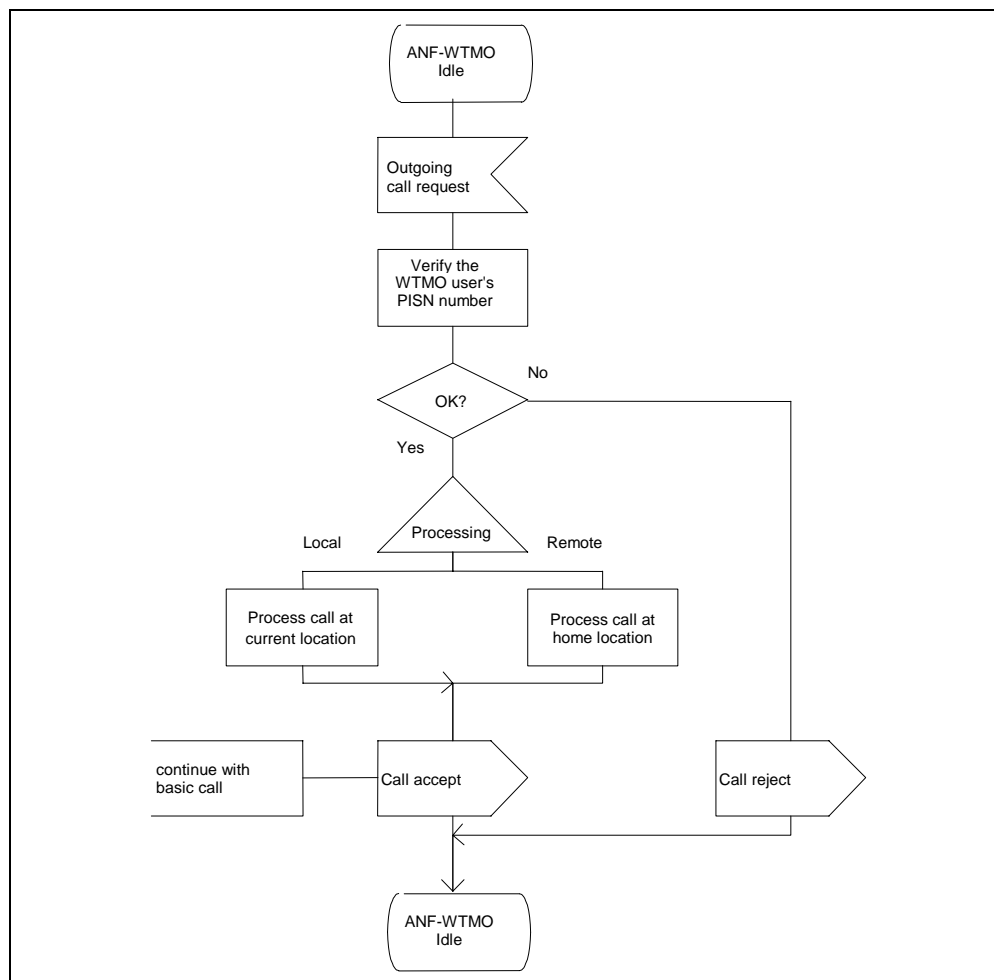 ANF-WTMO
Idle
Outgoing
call request
Verify the
WTMO user's
PISN number
No
OK?
Yes
Processing
Local
Remote
Process call at
current location
Process call at
home location
continue with
basic call
Call accept
Call reject
ANF-WTMO
Idle